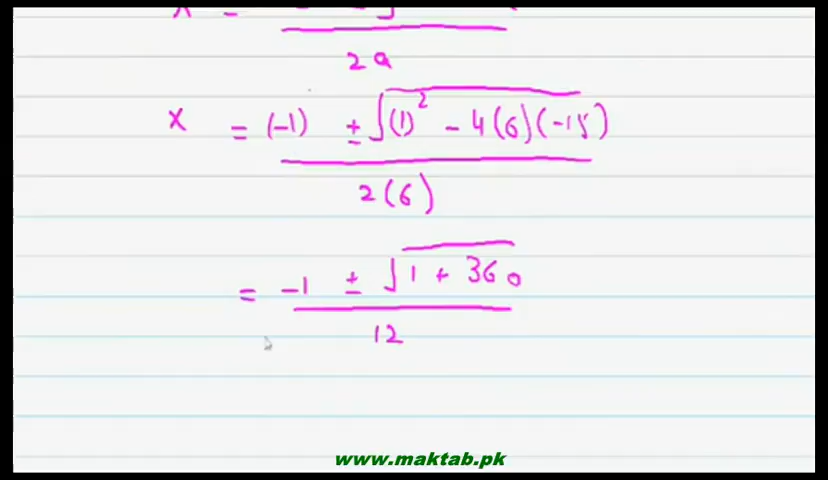 x =
2a
x = (-1) ± √(1)² - 4(6)(-15)
2(6)
= -1 ± √1 + 360
12
www.maktab.pk